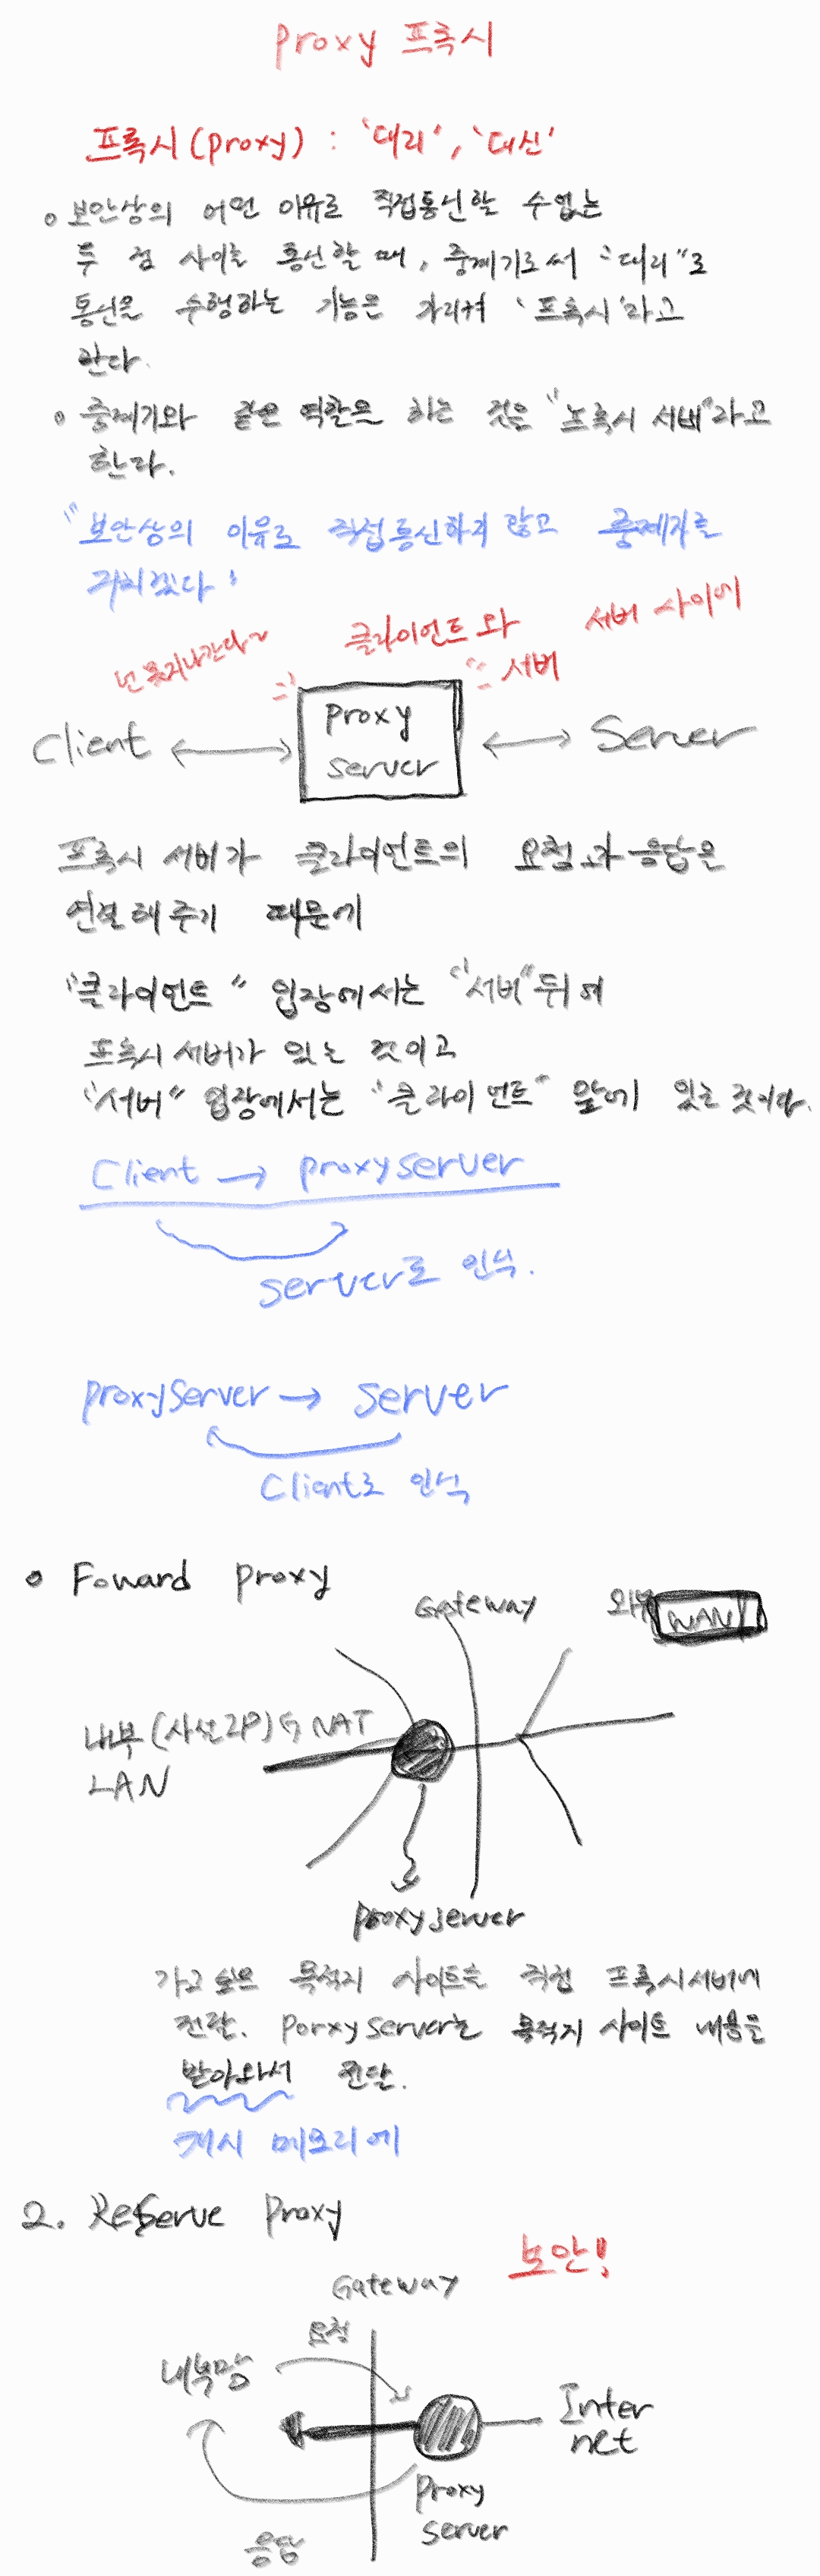 proxy 프록시
프록시(proxy) : '대리', '대신'
보안상의 어떤 이유로 직접통신할 수 없는
두 점 사이를 통신할 때, 중계기로써 "대리"로
통신을 수행하는 기능을 가리켜 '프록시'라고
한다.
중계기와 같은 역할을 하는 것을 "프록시 서버"라고
한다.
"보안상의 이유로 직접통신하지 않고 중계자를
거치겠다"
클라이언트와 서버 사이에
넌 못지나간다~
서버
Client
proxy
server
Server
프록시 서버가 클라이언트의 요청과 응답을
연결해주기 때문에
"클라이언트" 입장에서는 "서버" 뒤에
프록시 서버가 있는 것이고
"서버" 입장에서는 "클라이언트" 앞에 있는 것이다.
Client → proxyserver
server로 인식.
proxyserver → server
Client로 인식
Foward proxy
Gateway
외부 WAN
내부 (사설IP) NAT
LAN
proxyserver
가고 싶은 목적지 사이트를 직접 프록시서버에
전달. porxyserver는 목적지 사이트 내용을
받아와서 전달.
캐시 메모리에
2. Reserve proxy
보안!
Gateway
요청
내부망
Inter
net
proxy
server
응답